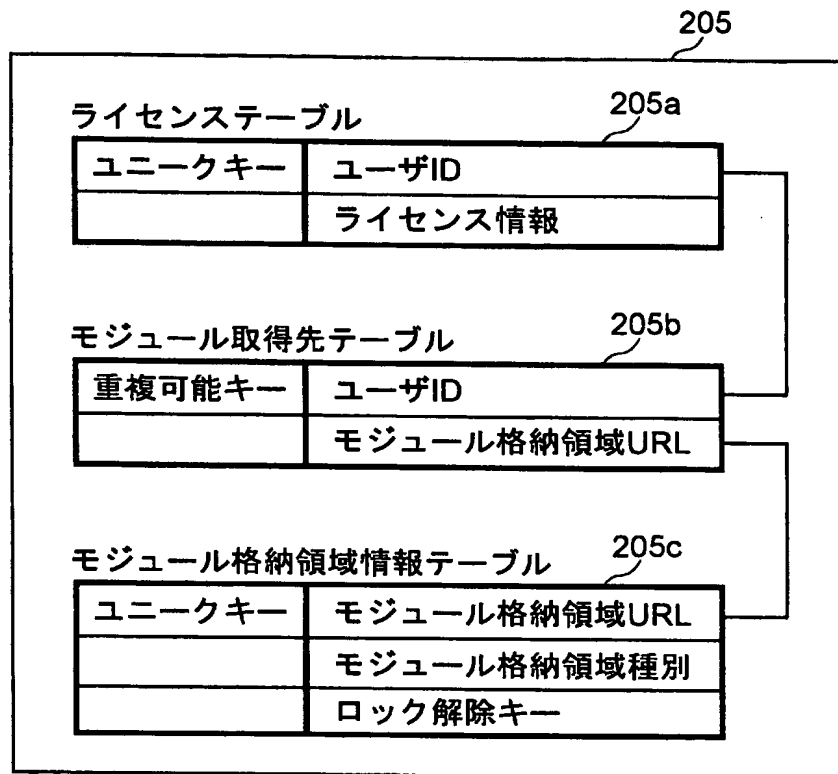 205
ライセンステーブル
205a
ユニークキー ユーザID
ライセンス情報
モジュール取得先テーブル
205b
重複可能キー ユーザID
モジュール格納領域URL
モジュール格納領域情報テーブル
205c
ユニークキー モジュール格納領域URL
モジュール格納領域種別
ロック解除キー